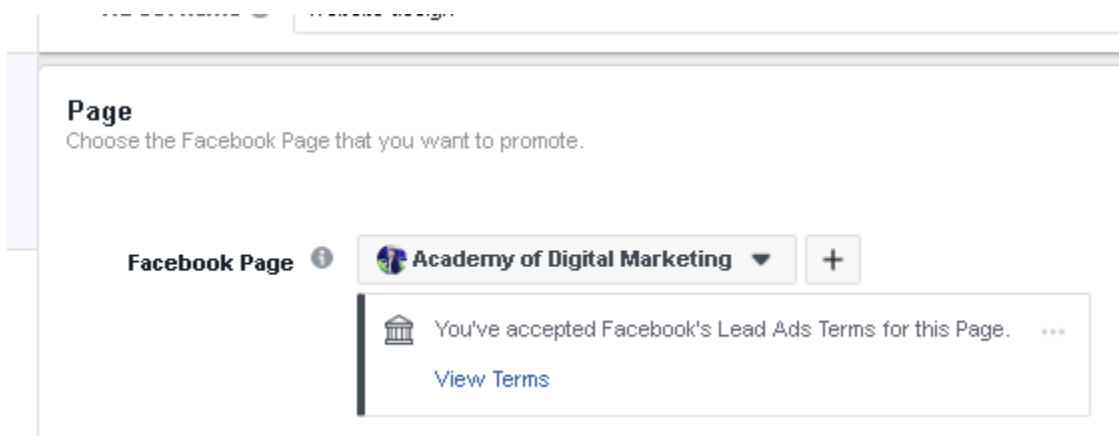 Page
Choose the Facebook Page that you want to promote.
Facebook Page Academy of Digital Marketing +
You've accepted Facebook's Lead Ads Terms for this Page. ...
View Terms